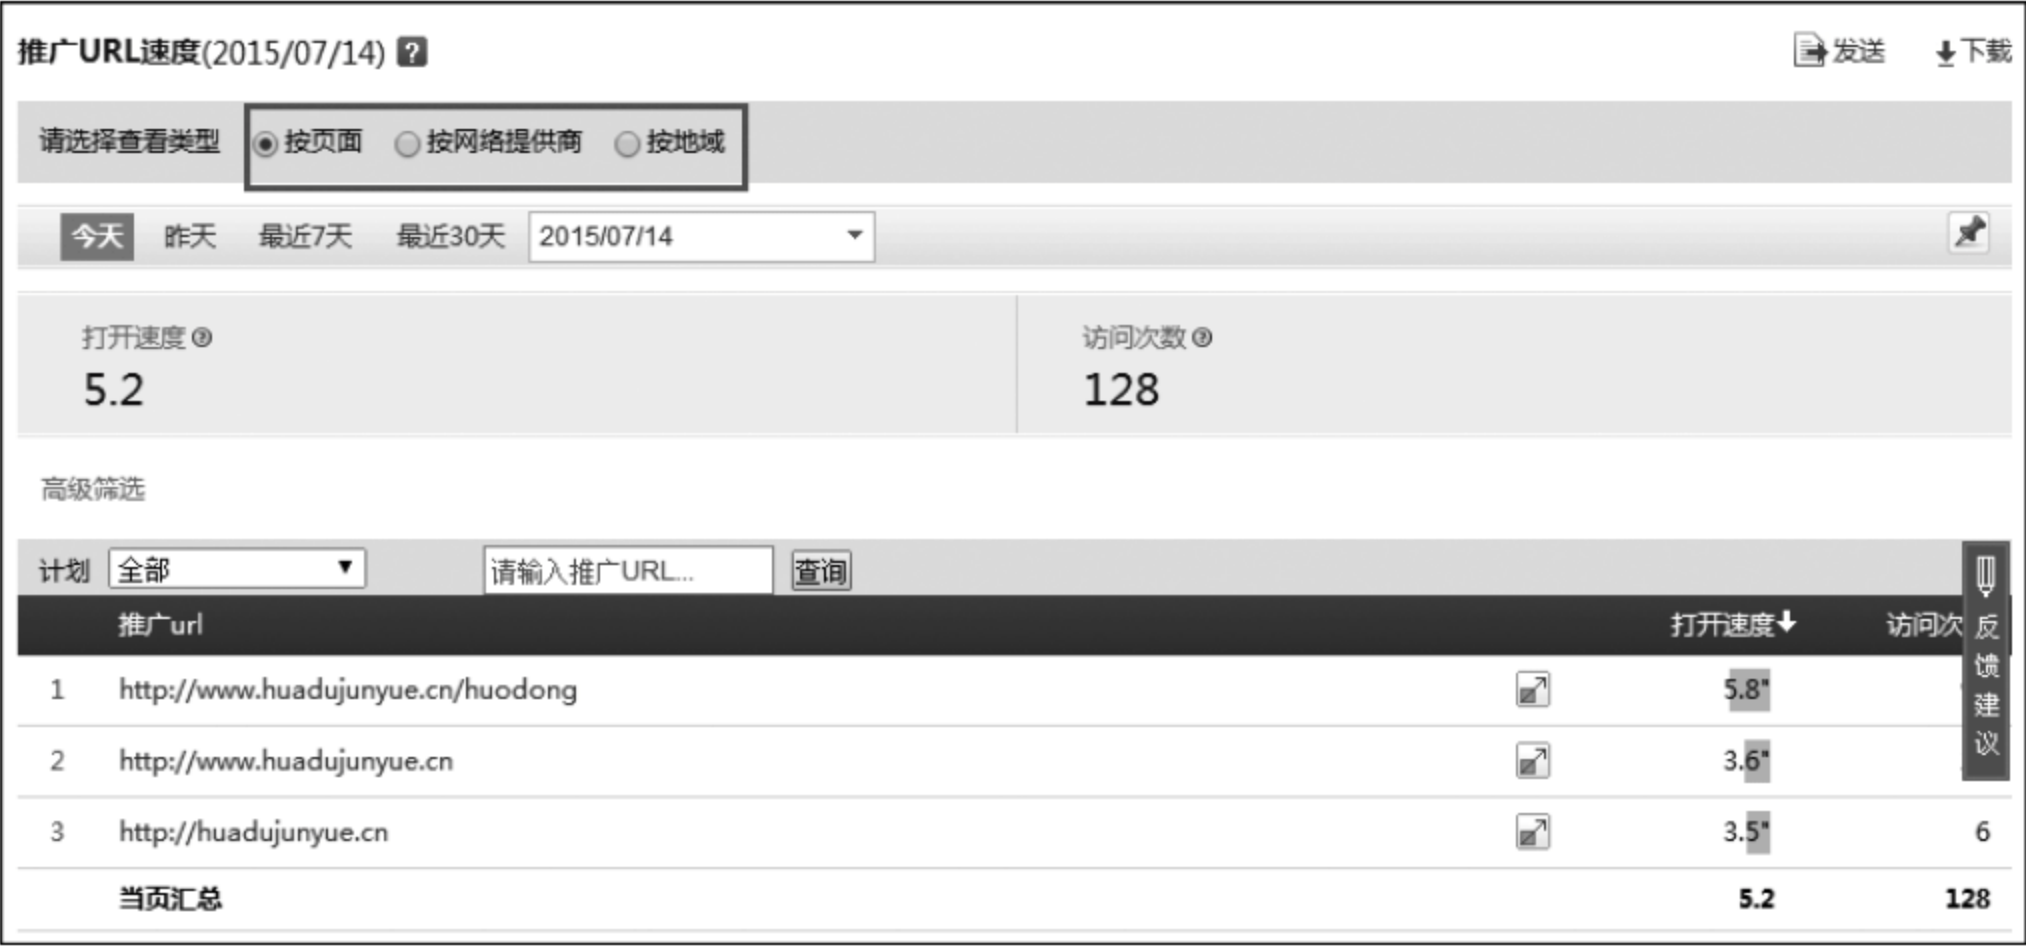 推广URL速度(2015/07/14) ? 发送 下载
请选择查看类型 按页面 按网络提供商 按地域
今天 昨天 最近7天 最近30天 2015/07/14
打开速度 访问次数
5.2 128
高级筛选
计划 全部 请输入推广URL... 查询
推广url 打开速度 访问次
反馈建议
1 http://www.huadujunyue.cn/huodong 5.8"
2 http://www.huadujunyue.cn 3.6"
3 http://huadujunyue.cn 3.5" 6
当页汇总 5.2 128